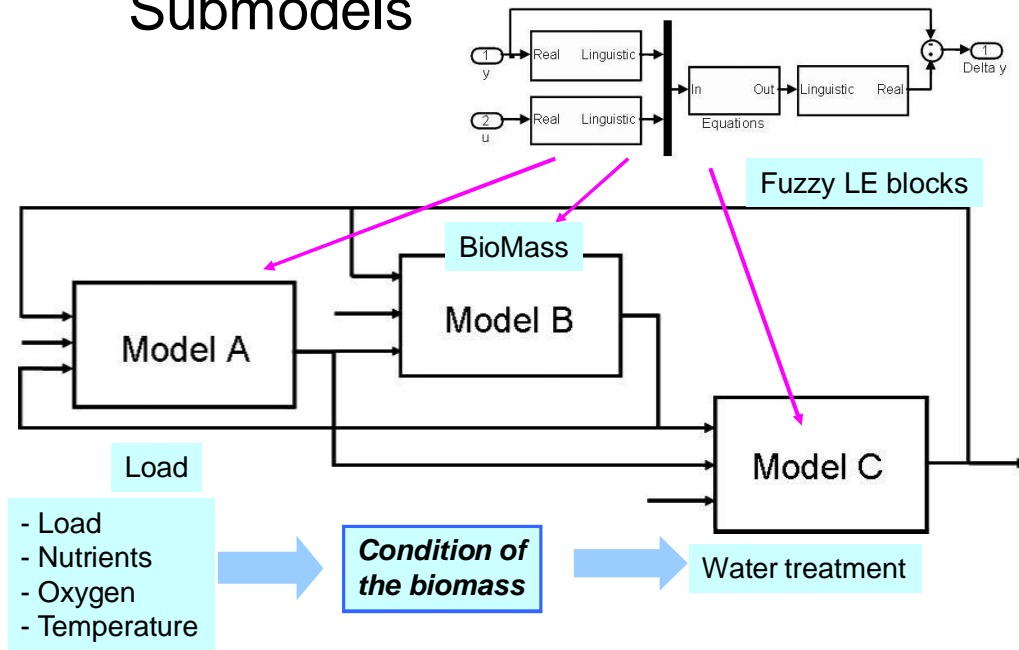 Submodels
1
y
Real Linguistic
2
u
Real Linguistic
In Out
Equations
Linguistic Real
1
Delta y
Fuzzy LE blocks
BioMass
Model A
Model B
Model C
Load
- Load
- Nutrients
- Oxygen
- Temperature
Condition of
the biomass
Water treatment